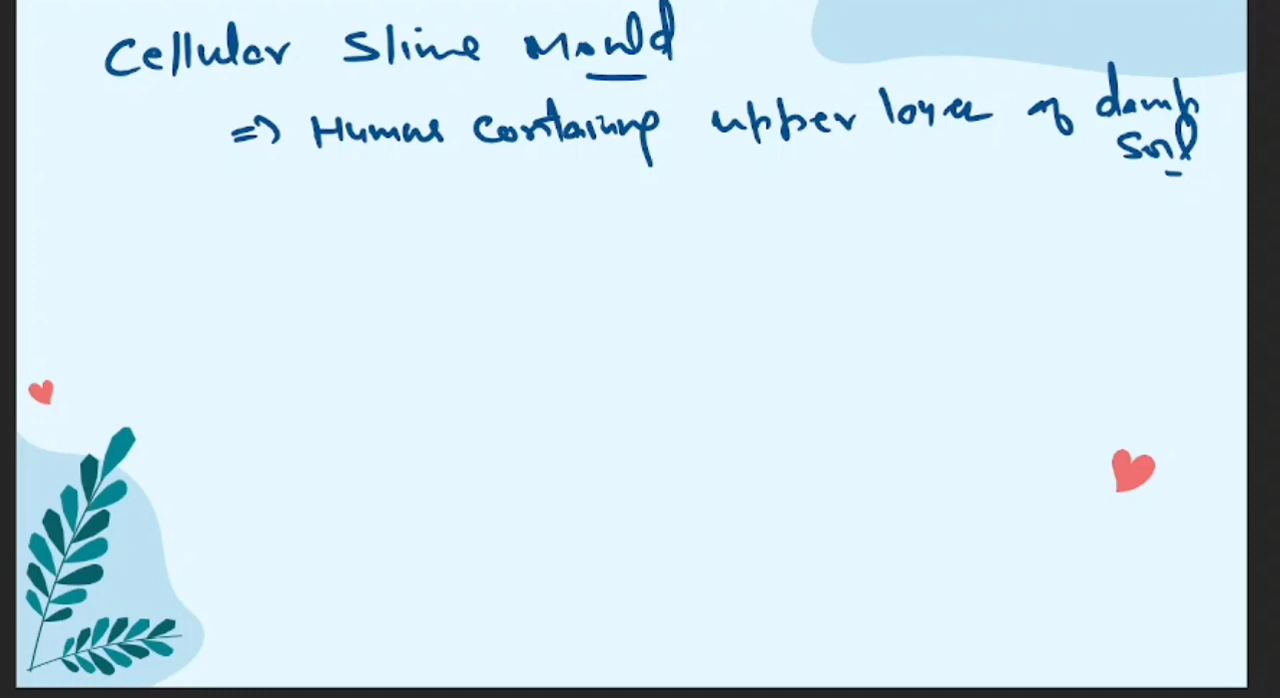 Cellular Slime Mould
=> Humus containing upper layer of damp
soil